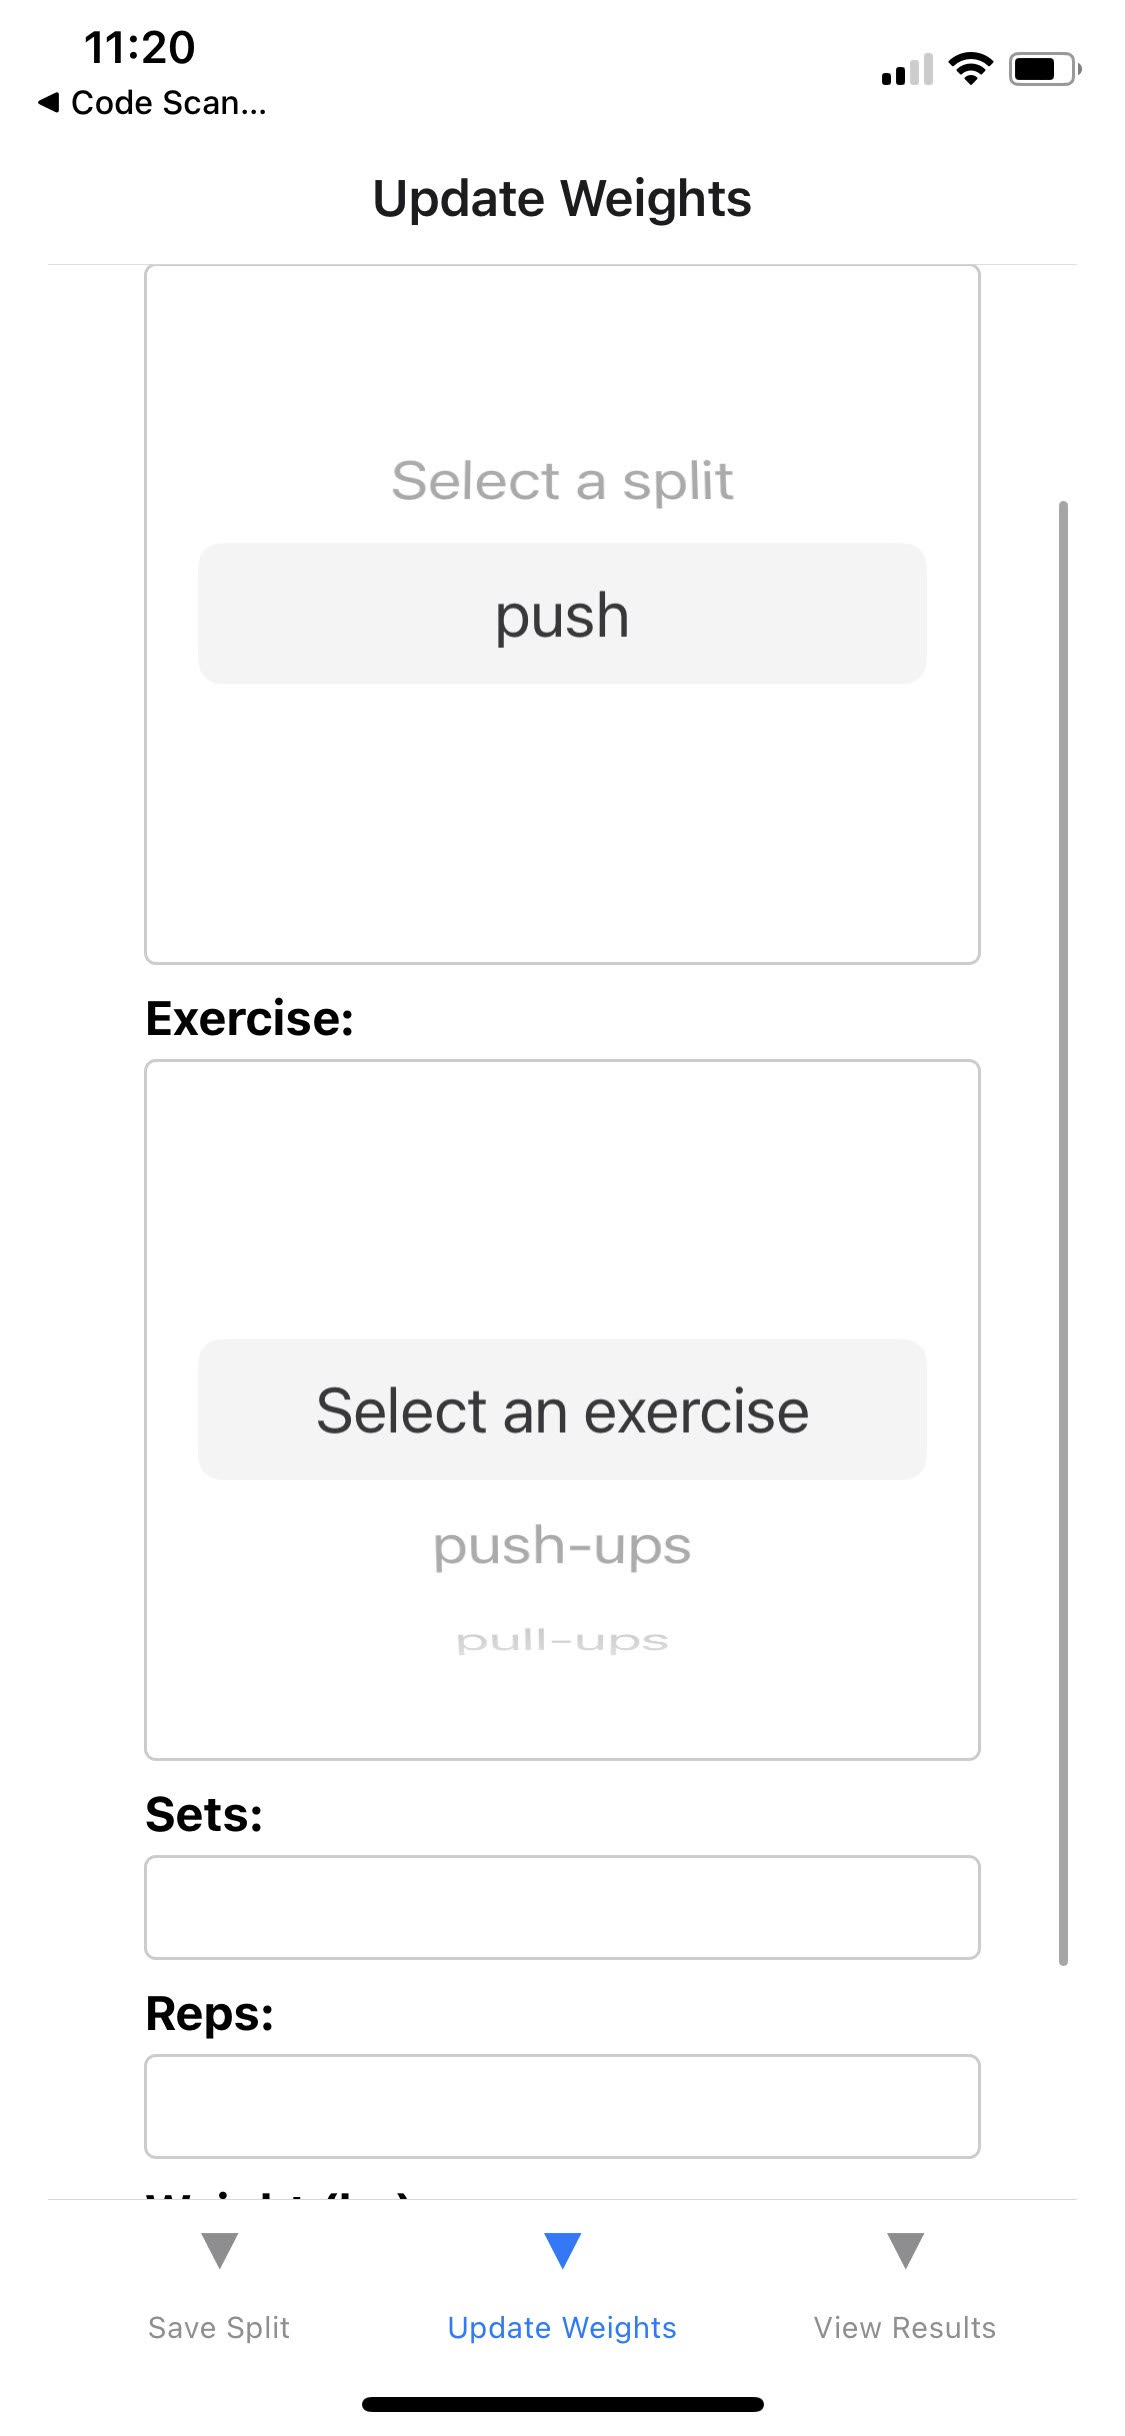 11:20
◀ Code Scan...
Update Weights
Select a split
push
Exercise:
Select an exercise
push-ups
pull-ups
Sets:
Reps:
Save Split
Update Weights
View Results